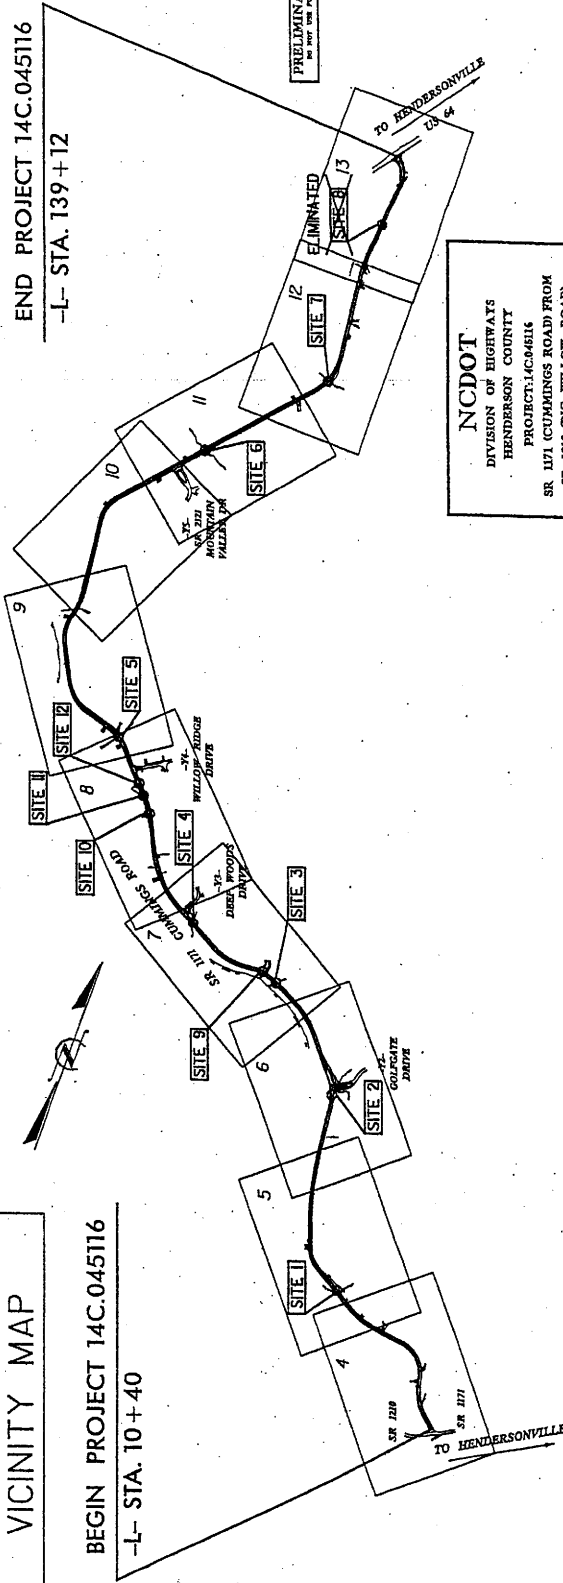 VICINITY MAP
BEGIN PROJECT 14C.045116
-L- STA. 10+40
END PROJECT 14C.045116
-L- STA. 139+12
TO HENDERSONVILLE
SR 1210
SR 1171
4
SITE 1
5
SITE 2
-Y2-
GOLFGATE
DRIVE
6
SITE 9
SITE 3
SR 1171
CUMMINGS ROAD
7
-Y3-
DEEP WOODS
DRIVE
SITE 4
SITE 10
8
SITE 11
SITE 12
-Y4-
WILLOW RIDGE
DRIVE
SITE 5
9
10
-Y5-
SR 2121
MOUNTAIN
VALLEY DR
SITE 6
11
SITE 7
12
ELIMINATED
SITE 8
13
US 64
TO HENDERSONVILLE
NCDOT
DIVISION OF HIGHWAYS
HENDERSON COUNTY
PROJECT:14C.045116
SR 1171 (CUMMINGS ROAD) FROM